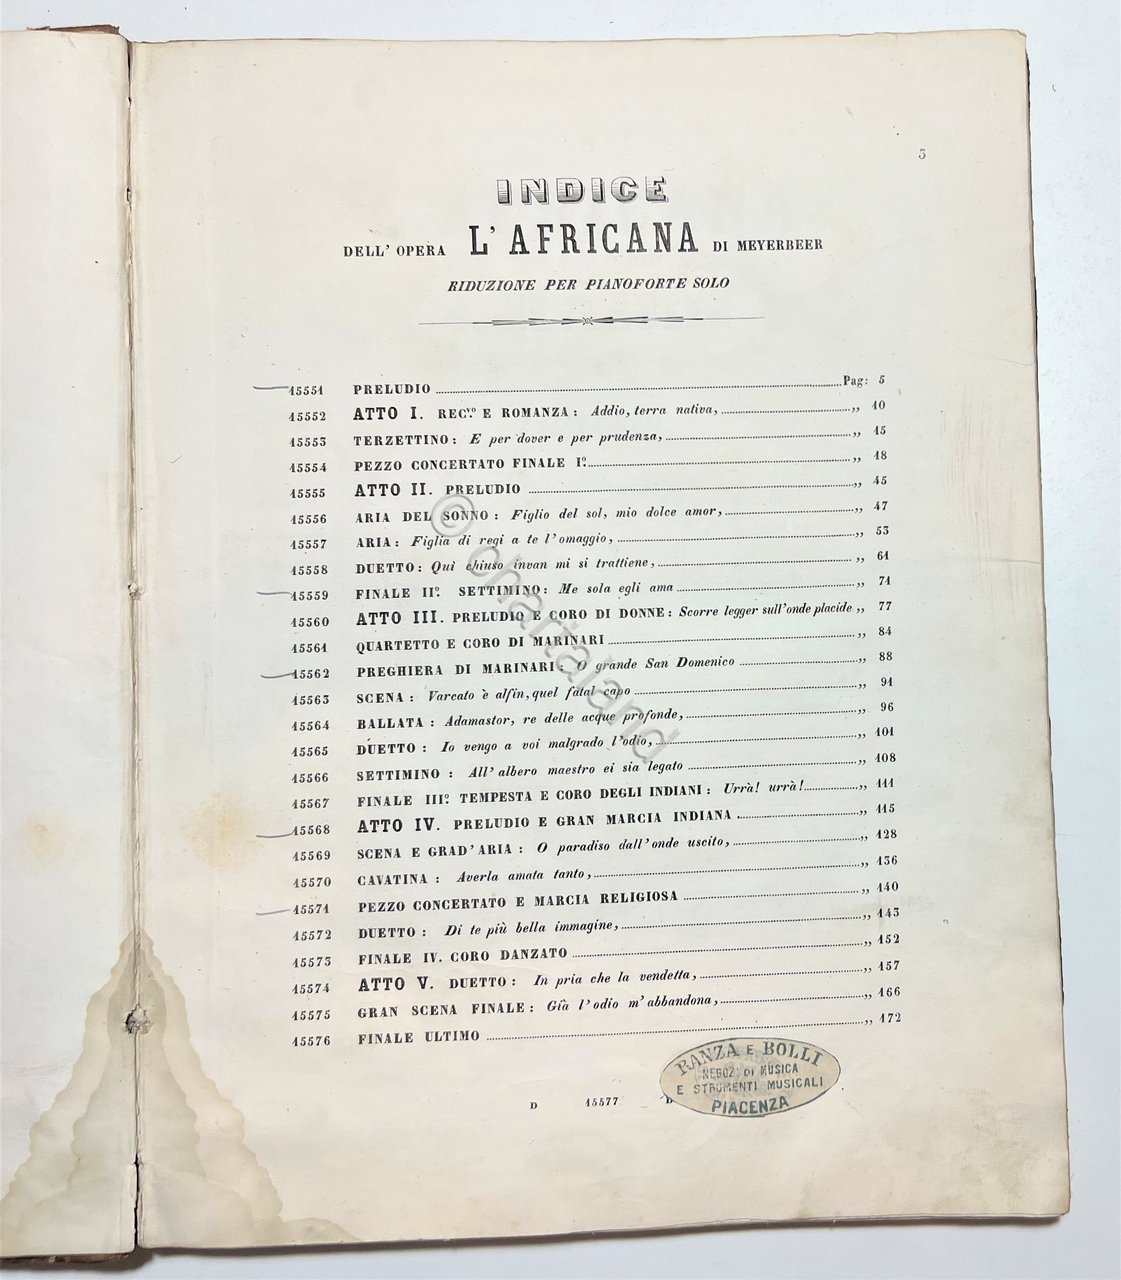 3
INDICE
DELL' OPERA L'AFRICANA DI MEYERBEER
RIDUZIONE PER PIANOFORTE SOLO
15551 PRELUDIO Pag: 5
15552 ATTO I. REC.vo E ROMANZA: Addio, terra nativa, „ 10
15553 TERZETTINO: E per dover e per prudenza, „ 15
15554 PEZZO CONCERTATO FINALE Iº. „ 18
15555 ATTO II. PRELUDIO „ 45
15556 ARIA DEL SONNO: Figlio del sol, mio dolce amor, „ 47
15557 ARIA: Figlia di regi a te l'omaggio, „ 53
15558 DUETTO: Qui chiuso invan mi si trattiene, „ 61
15559 FINALE IIº. SETTIMINO: Me sola egli ama „ 71
15560 ATTO III. PRELUDIO E CORO DI DONNE: Scorre legger sull'onde placide „ 77
15561 QUARTETTO E CORO DI MARINARI „ 84
15562 PREGHIERA DI MARINARI: O grande San Domenico „ 88
15563 SCENA: Varcato è alfin, quel fatal capo „ 91
15564 BALLATA: Adamastor, re delle acque profonde, „ 96
15565 DUETTO: Io vengo a voi malgrado l'odio, „ 101
15566 SETTIMINO: All'albero maestro ei sia legato „ 108
15567 FINALE IIIº. TEMPESTA E CORO DEGLI INDIANI: Urrà! urrà! „ 111
15568 ATTO IV. PRELUDIO E GRAN MARCIA INDIANA „ 115
15569 SCENA E GRAD'ARIA: O paradiso dall'onde uscito, „ 128
15570 CAVATINA: Averla amata tanto, „ 136
15571 PEZZO CONCERTATO E MARCIA RELIGIOSA „ 140
15572 DUETTO: Di te più bella immagine, „ 143
15573 FINALE IV. CORO DANZATO „ 152
15574 ATTO V. DUETTO: In pria che la vendetta, „ 157
15575 GRAN SCENA FINALE: Già l'odio m'abbandona, „ 166
15576 FINALE ULTIMO „ 172
D 15577 D
RANZA E BOLLI
NEGOZ. DI MUSICA
E STRUMENTI MUSICALI
PIACENZA
© chartaland